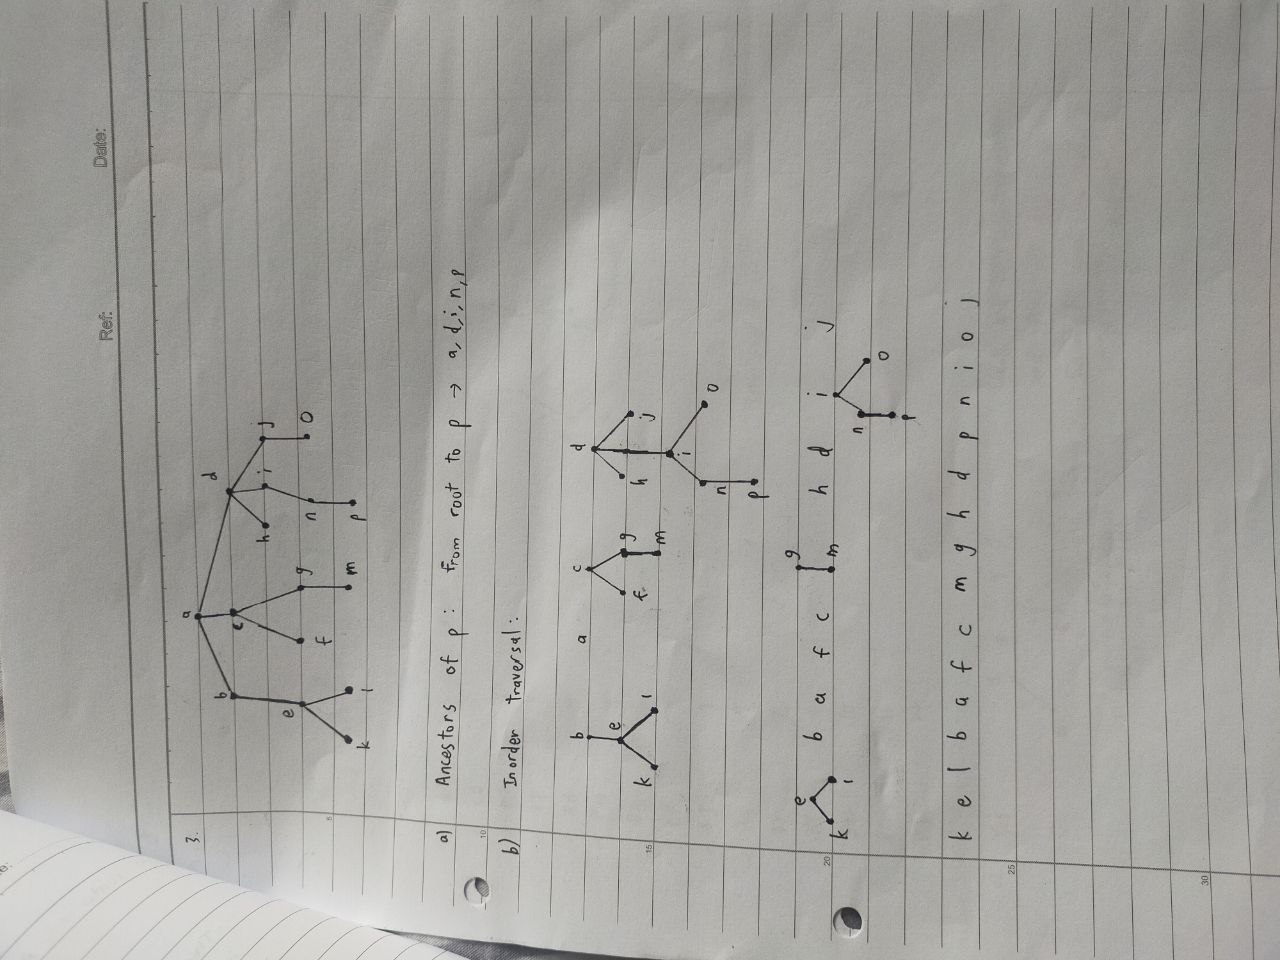 Ref: Date:
3.
a
b c d
h i j
e f g n o
k l m p
5
a) Ancestors of p : From root to p → a, d, i, n, p
10
b) Inorder traversal:
b a c d
e f g h j
k l m i
n o
p
15
e g
k l b a f c m h d i j
n o
p
20
k e l b a f c m g h d p n i o j
25
30